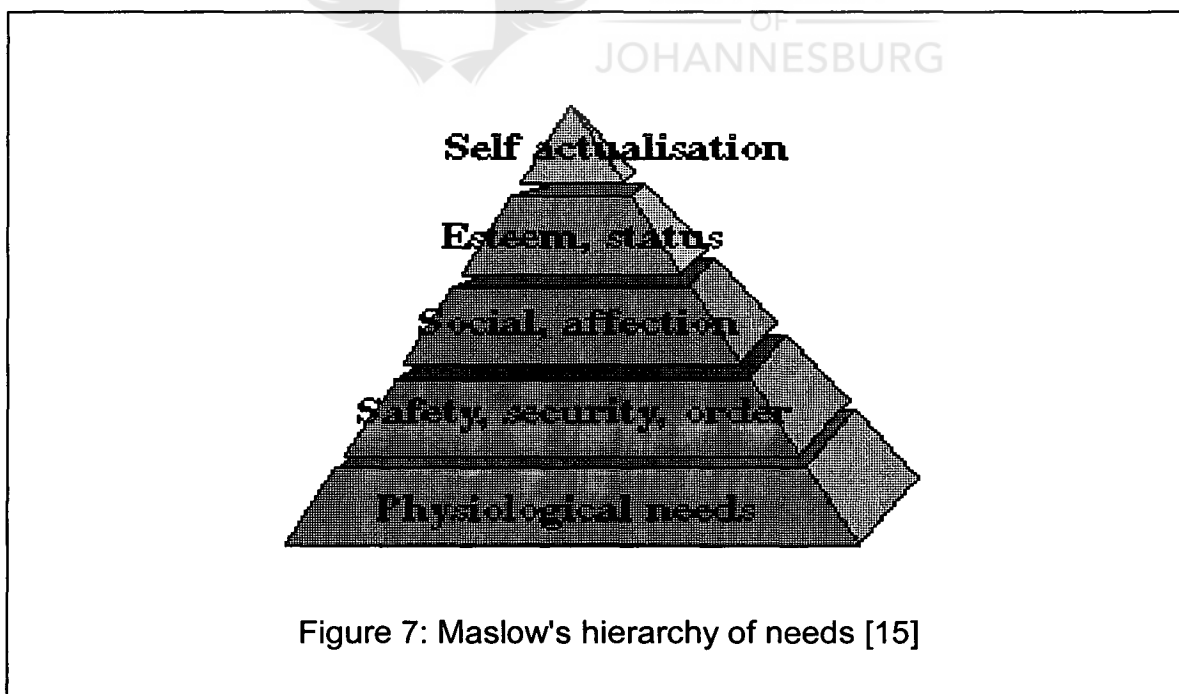 OF
JOHANNESBURG
Self actualisation
Esteem, status
Social, affection
Safety, security, order
Physiological needs
Figure 7: Maslow's hierarchy of needs [15]